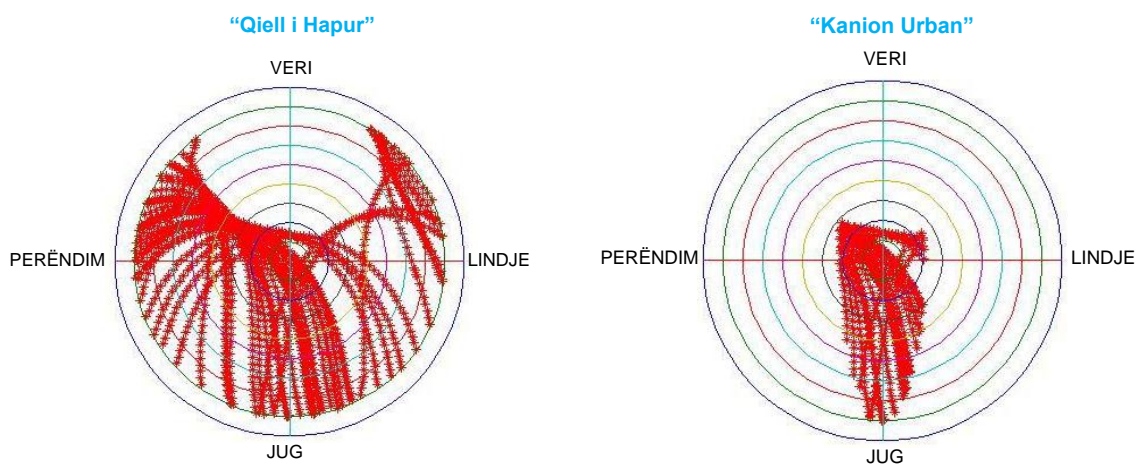 “Qiell i Hapur”
“Kanion Urban”
VERI
VERI
PERËNDIM
LINDJE
PERËNDIM
LINDJE
JUG
JUG